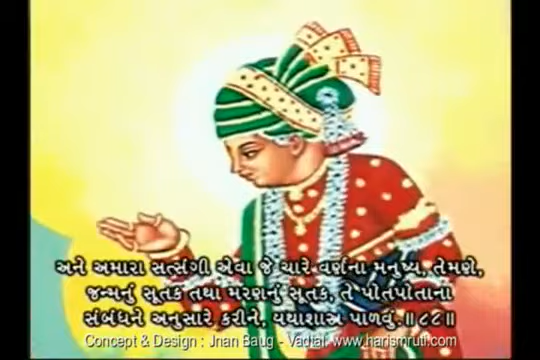 અને અમારા સત્સંગી એવા જે ચારે વર્ણના મનુષ્ય, તેમણે,
જન્મનું સૂતક તથા મરણનું સૂતક, તે પોતપોતાના
સંબંધને અનુસારે કરીને, યથાશાઅ પાળવું.॥ ૮૮॥
Concept & Design : Jnan Baug - Vadtal www.harismruti.com